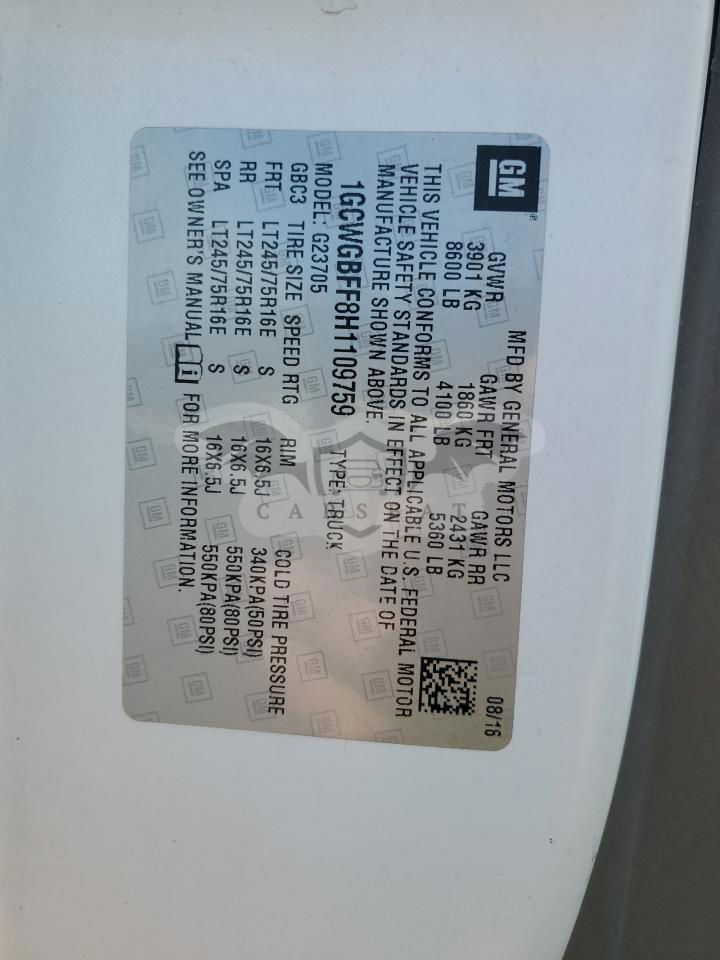 GM
MFD BY GENERAL MOTORS LLC 08/16
GVWR GAWR FRT GAWR RR
3901 KG 1860 KG 2431 KG
8600 LB 4100 LB 5360 LB
THIS VEHICLE CONFORMS TO ALL APPLICABLE U.S. FEDERAL MOTOR
VEHICLE SAFETY STANDARDS IN EFFECT ON THE DATE OF
MANUFACTURE SHOWN ABOVE.
1GCWGBFF8H1109759 TYPE: TRUCK
MODEL: G23705
GBC3 TIRE SIZE SPEED RTG RIM COLD TIRE PRESSURE
FRT LT245/75R16E S 16X6.5J 340KPA(50PSI)
RR LT245/75R16E S 16X6.5J 550KPA(80PSI)
SPA LT245/75R16E S 16X6.5J 550KPA(80PSI)
SEE OWNER'S MANUAL i FOR MORE INFORMATION.